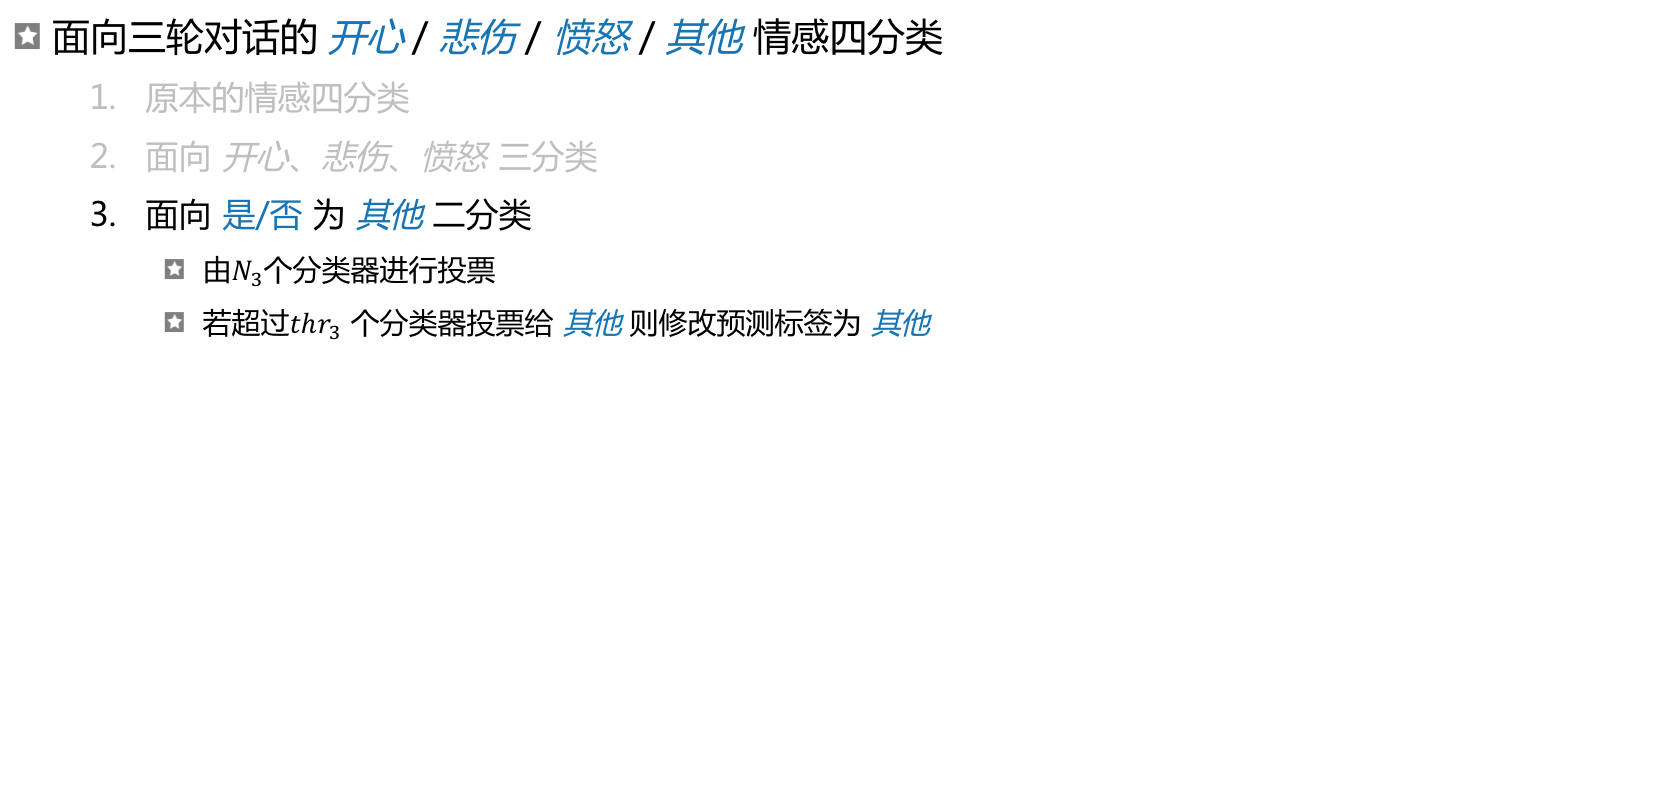 面向三轮对话的 开心 / 悲伤 / 愤怒 / 其他 情感四分类
1. 原本的情感四分类
2. 面向 开心、悲伤、愤怒 三分类
3. 面向 是/否 为 其他 二分类
由N₃个分类器进行投票
若超过thr₃ 个分类器投票给 其他 则修改预测标签为 其他